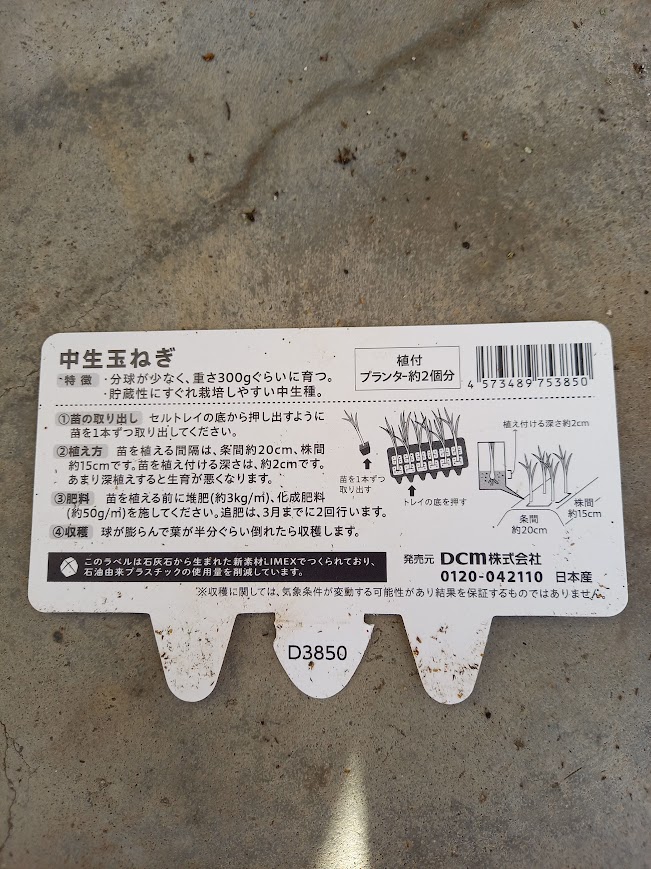 中生玉ねぎ
特徴 ・分球が少なく、重さ300gぐらいに育つ。
・貯蔵性にすぐれ栽培しやすい中生種。
植付
プランター約2個分
4 573489 753850
①苗の取り出し セルトレイの底から押し出すように
苗を1本ずつ取り出してください。
②植え方 苗を植える間隔は、条間約20cm、株間
約15cmです。苗を植え付ける深さは、約2cmです。
あまり深植えすると生育が悪くなります。
③肥料 苗を植える前に堆肥(約3kg/㎡)、化成肥料
(約50g/㎡)を施してください。追肥は、3月までに2回行います。
④収穫 球が膨らんで葉が半分ぐらい倒れたら収穫します。
苗を1本ずつ
取り出す
トレイの底を押す
植え付ける深さ約2cm
条間
約20cm
株間
約15cm
このラベルは石灰石から生まれた新素材LIMEXでつくられており、
石油由来プラスチックの使用量を削減しています。
発売元 DCM株式会社
0120-042110 日本産
※収穫に関しては、気象条件が変動する可能性があり結果を保証するものではありません。
D3850